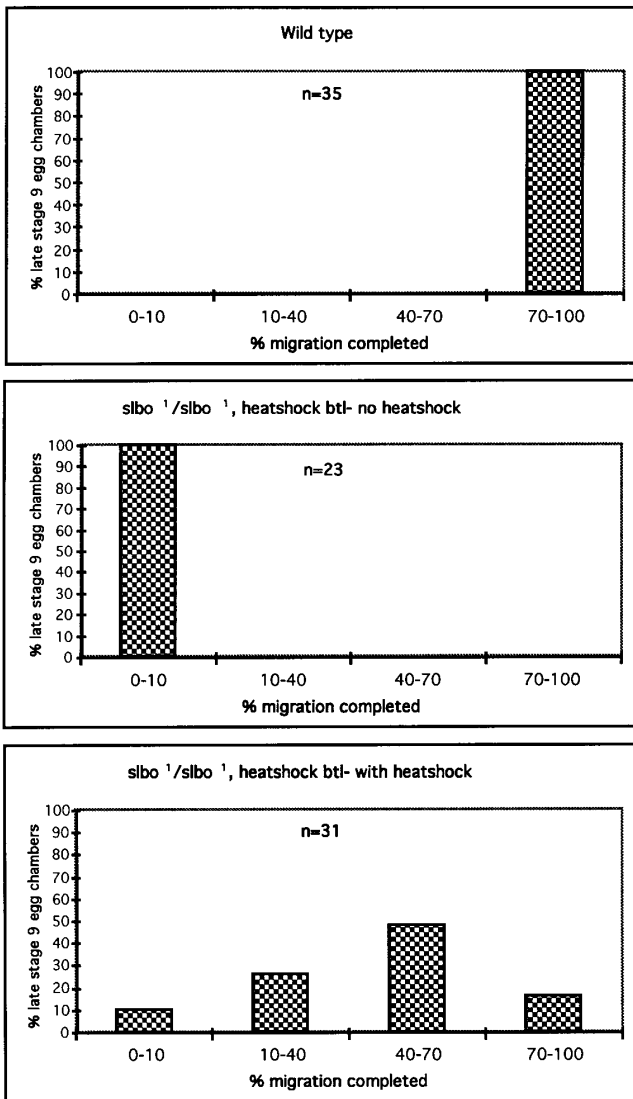 Wild type
n=35
% late stage 9 egg chambers
100
90
80
70
60
50
40
30
20
10
0
0-10 10-40 40-70 70-100
% migration completed
slbo 1/slbo 1, heatshock btl- no heatshock
n=23
% late stage 9 egg chambers
100
90
80
70
60
50
40
30
20
10
0
0-10 10-40 40-70 70-100
% migration completed
slbo 1/slbo 1, heatshock btl- with heatshock
n=31
% late stage 9 egg chambers
100
90
80
70
60
50
40
30
20
10
0
0-10 10-40 40-70 70-100
% migration completed